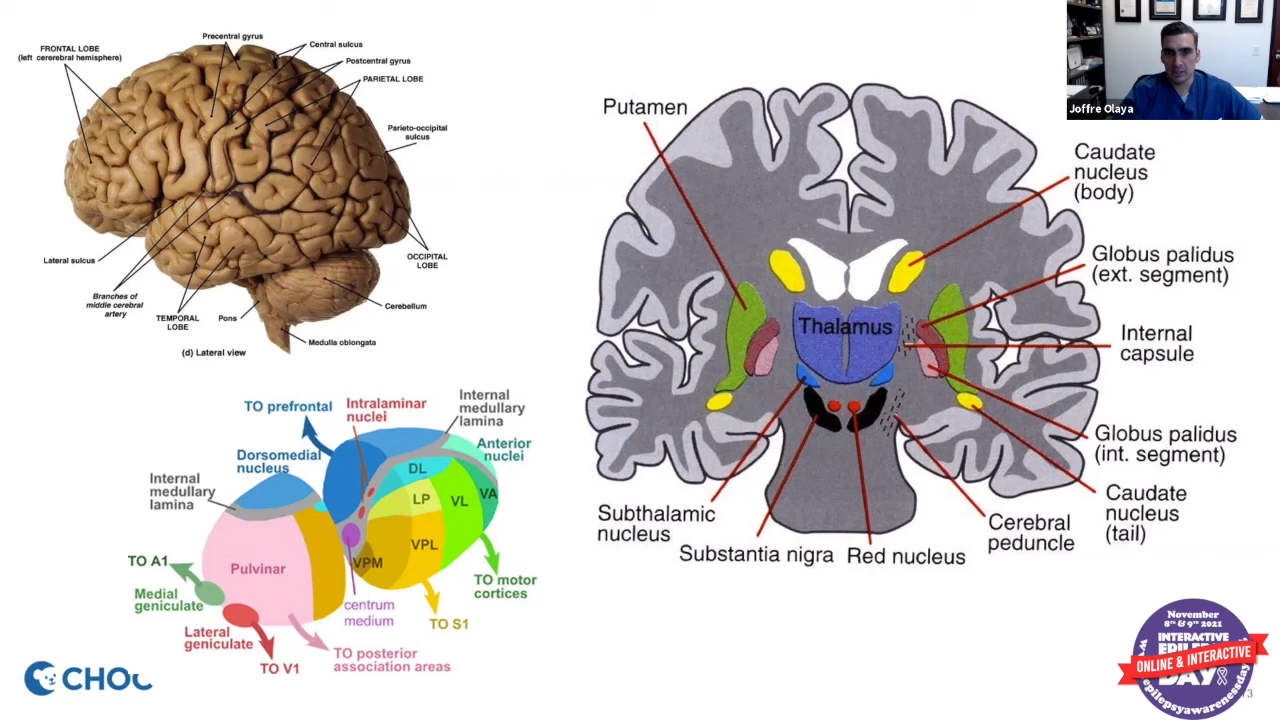 Precentral gyrus
FRONTAL LOBE
(left cererebral hemisphere)
Central sulcus
Postcentral gyrus
PARIETAL LOBE
Parieto-occipital
sulcus
Lateral sulcus
OCCIPITAL
LOBE
Branches of
middle cerebral
artery
TEMPORAL
LOBE
Pons
Cerebellum
Medulla oblongata
(d) Lateral view
Putamen
Caudate
nucleus
(body)
Globus palidus
(ext. segment)
Thalamus
Internal
capsule
Globus palidus
(int. segment)
Caudate
nucleus
(tail)
Subthalamic
nucleus
Substantia nigra
Red nucleus
Cerebral
peduncle
TO prefrontal
Intralaminar
nuclei
Internal
medullary
lamina
Dorsomedial
nucleus
Anterior
nuclei
Internal
medullary
lamina
DL
LP
VL
VA
VPL
VPM
Pulvinar
TO A1
Medial
geniculate
centrum
medium
TO motor
cortices
TO S1
Lateral
geniculate
TO V1
TO posterior
association areas
CHOC
Joffre Olaya
November
8th & 9th 2021
INTERACTIVE
ONLINE & INTERACTIVE
DAY